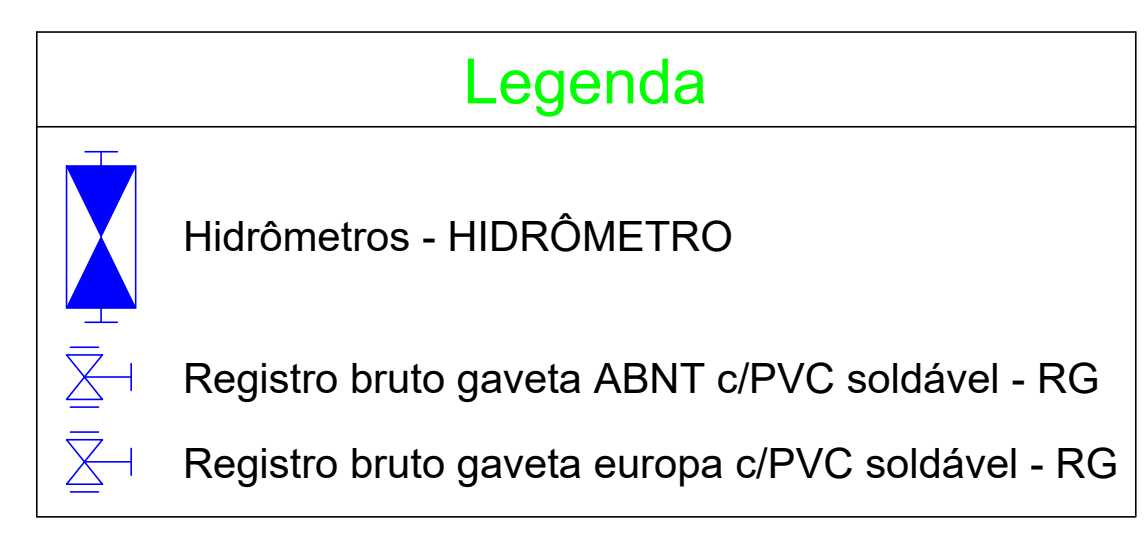 Legenda
Hidrômetros - HIDRÔMETRO
Registro bruto gaveta ABNT c/PVC soldável - RG
Registro bruto gaveta europa c/PVC soldável - RG